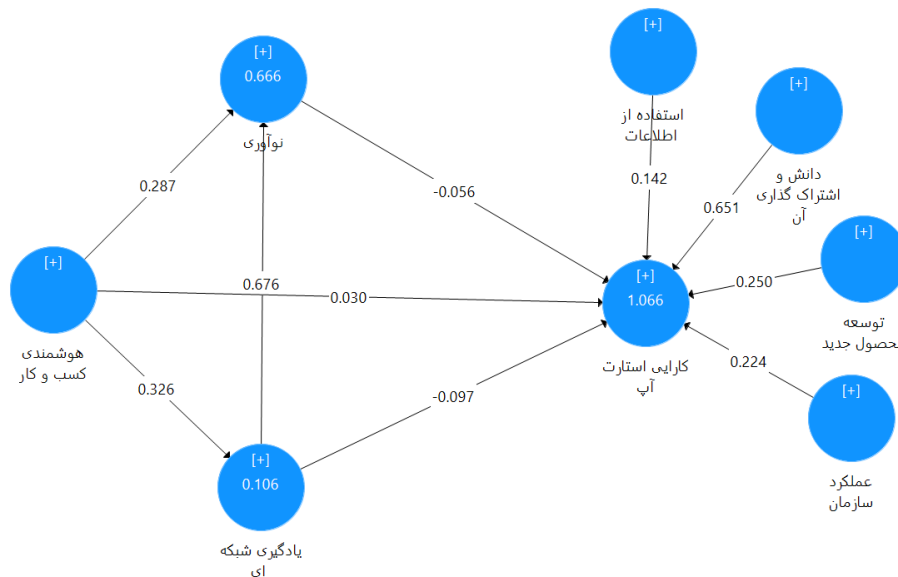 [+]
0.666
نوآوری
[+]
استفاده از
اطلاعات
[+]
دانش و
اشتراک گذاری
آن
0.287
-0.056
0.142
0.651
[+]
هوشمندی
کسب و کار
0.676
0.030
[+]
1.066
کارایی استارت
آپ
0.250
[+]
توسعه
محصول جدید
0.326
-0.097
0.224
[+]
عملکرد
سازمان
[+]
0.106
یادگیری شبکه
ای